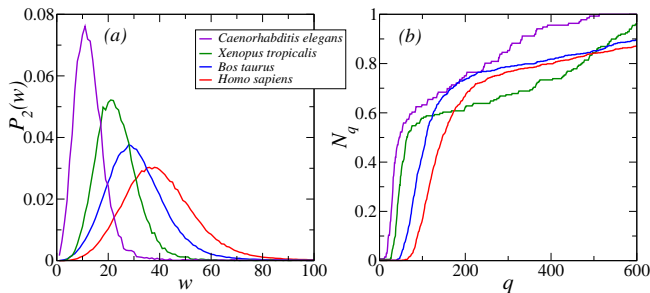 (a)
Caenorhabditis elegans
Xenopus tropicalis
Bos taurus
Homo sapiens
P2(w)
0.08
0.06
0.04
0.02
0
0 20 40 60 80 100
w
(b)
Nq
1
0.8
0.6
0.4
0.2
0
0 200 400 600
q